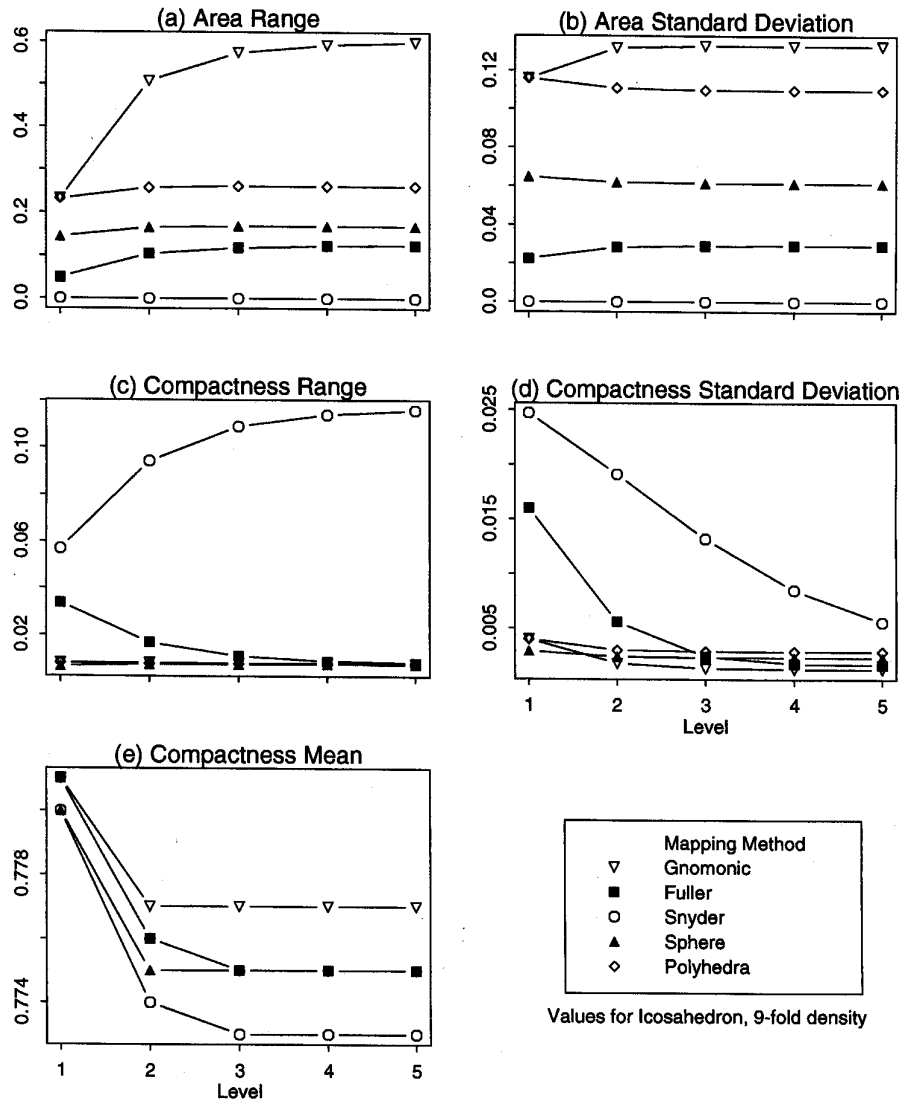 (a) Area Range
0.6
0.4
0.2
0.0
(b) Area Standard Deviation
0.12
0.08
0.04
0.0
(c) Compactness Range
0.10
0.06
0.02
(d) Compactness Standard Deviation
0.025
0.015
0.005
1 2 3 4 5
Level
(e) Compactness Mean
0.778
0.774
1 2 3 4 5
Level
Mapping Method
Gnomonic
Fuller
Snyder
Sphere
Polyhedra
Values for Icosahedron, 9-fold density